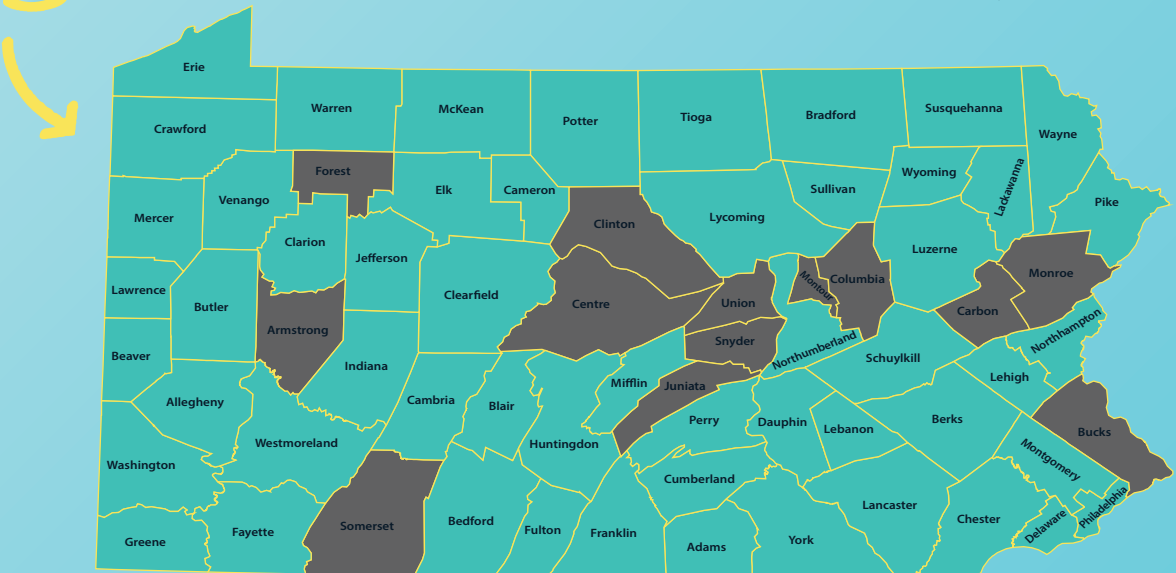 Erie
Warren
McKean
Potter
Tioga
Bradford
Susquehanna
Wayne
Crawford
Forest
Elk
Cameron
Sullivan
Wyoming
Lackawanna
Pike
Mercer
Venango
Clarion
Jefferson
Clinton
Lycoming
Luzerne
Monroe
Lawrence
Butler
Armstrong
Clearfield
Centre
Union
Montour
Columbia
Carbon
Northhampton
Beaver
Indiana
Snyder
Northumberland
Schuylkill
Lehigh
Allegheny
Cambria
Blair
Mifflin
Juniata
Perry
Dauphin
Lebanon
Berks
Bucks
Washington
Westmoreland
Huntingdon
Cumberland
Montgomery
Greene
Fayette
Somerset
Bedford
Fulton
Franklin
Adams
York
Lancaster
Chester
Delaware
Philadelphia